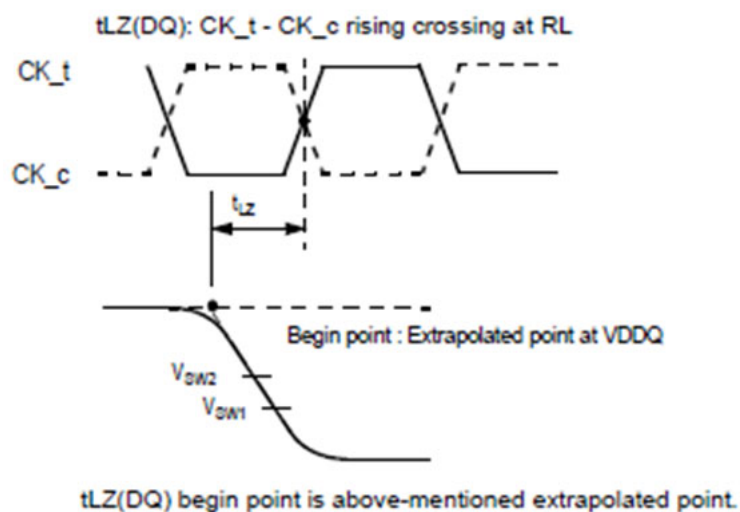 tLZ(DQ): CK_t - CK_c rising crossing at RL
CK_t
CK_c
tLZ
Begin point : Extrapolated point at VDDQ
VSW2
VSW1
tLZ(DQ) begin point is above-mentioned extrapolated point.